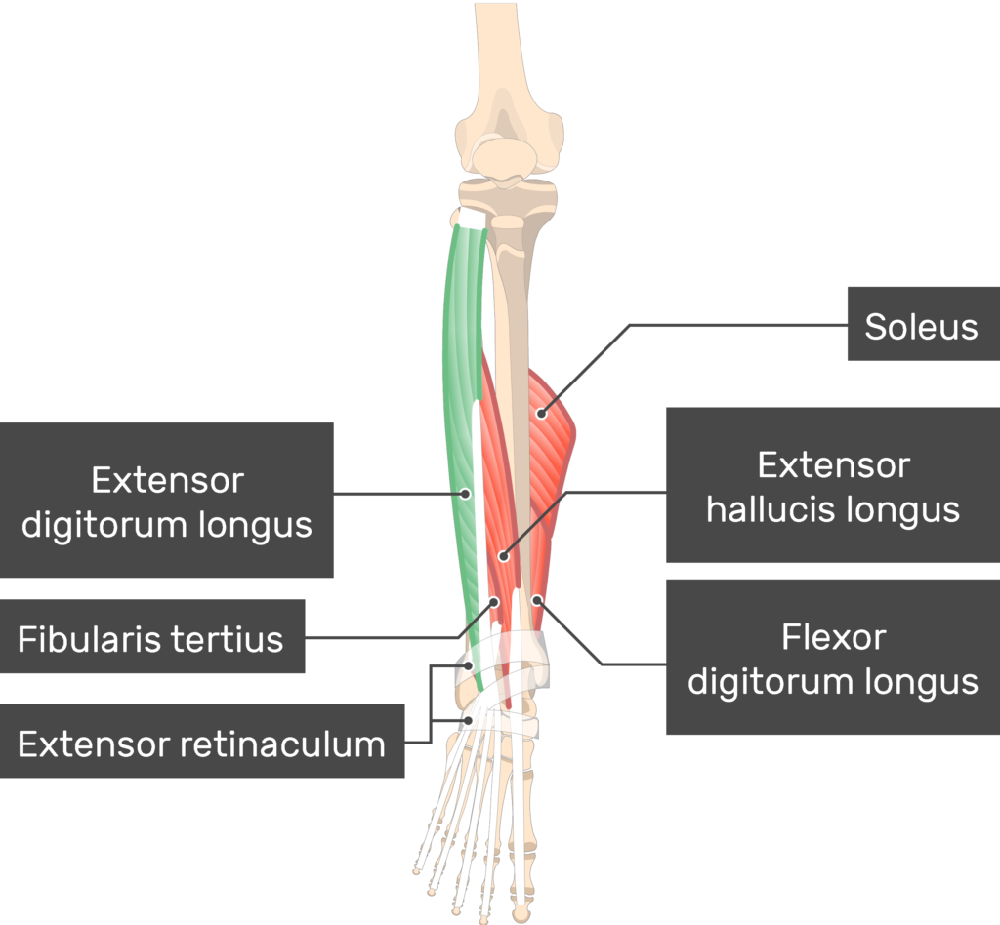 Soleus
Extensor
digitorum longus
Extensor
hallucis longus
Fibularis tertius
Flexor
digitorum longus
Extensor retinaculum